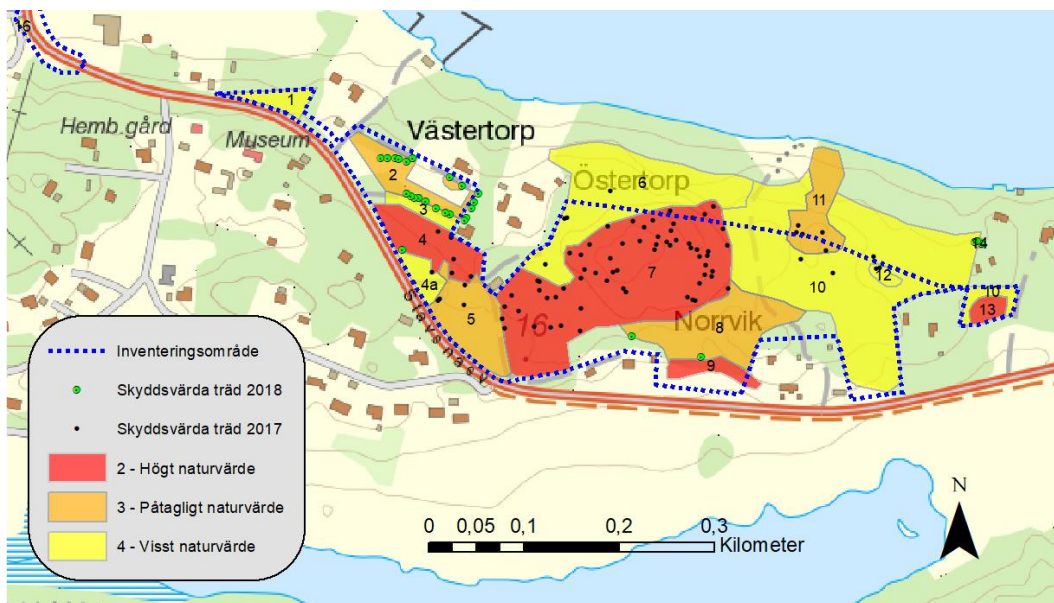 16
1
Hemb.gård
Museum
Västertorp
2
3
4
4a
5
Östertorp
6
7
16
Norrvik
8
9
10
11
12
14
10
13
Inventeringsområde
Skyddsvärda träd 2018
Skyddsvärda träd 2017
2 - Högt naturvärde
3 - Påtagligt naturvärde
4 - Visst naturvärde
0 0,05 0,1 0,2 0,3
Kilometer
N